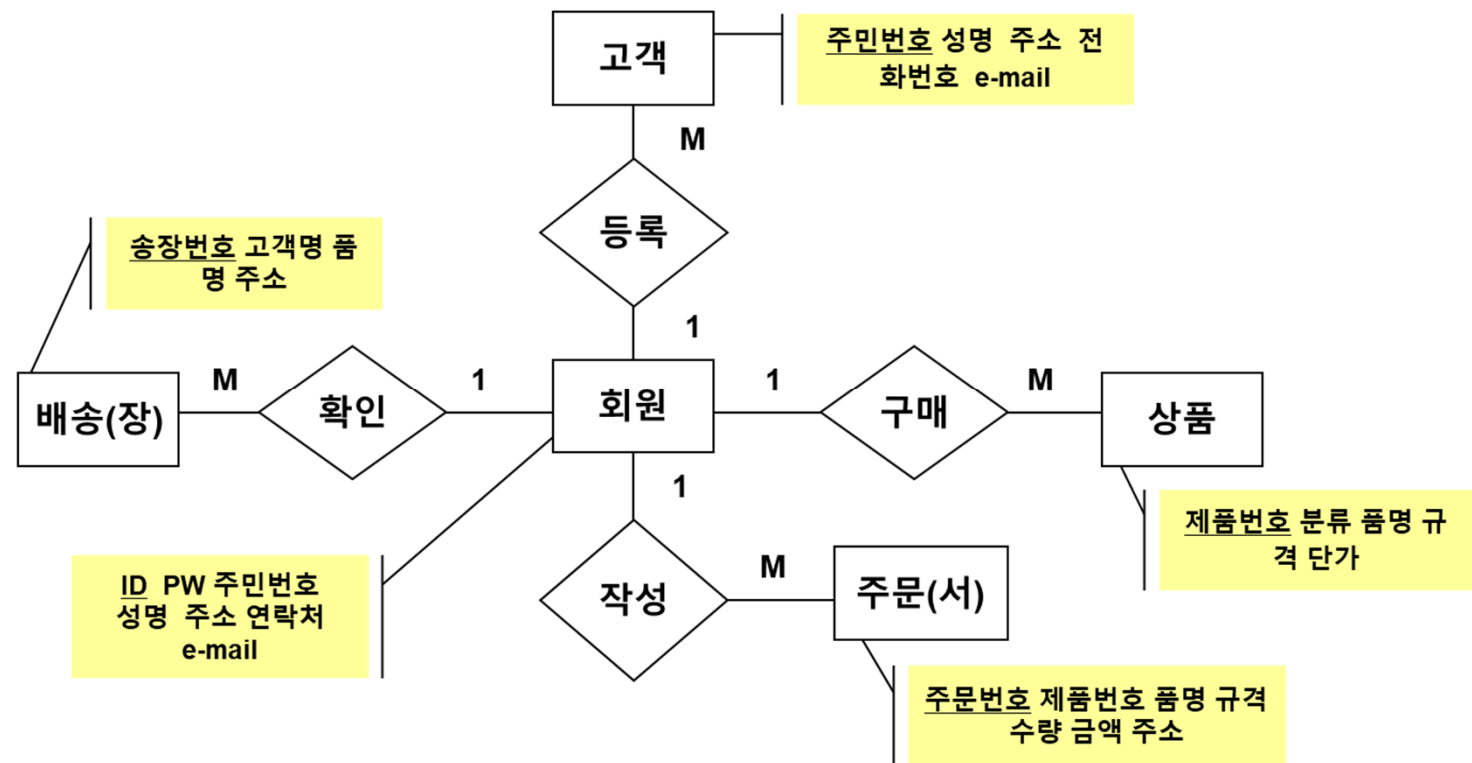 고객
주민번호 성명 주소 전
화번호 e-mail
M
등록
1
송장번호 고객명 품
명 주소
배송(장)
M
확인
1
회원
1
구매
M
상품
제품번호 분류 품명 규
격 단가
1
ID PW 주민번호
성명 주소 연락처
e-mail
작성
M
주문(서)
주문번호 제품번호 품명 규격
수량 금액 주소